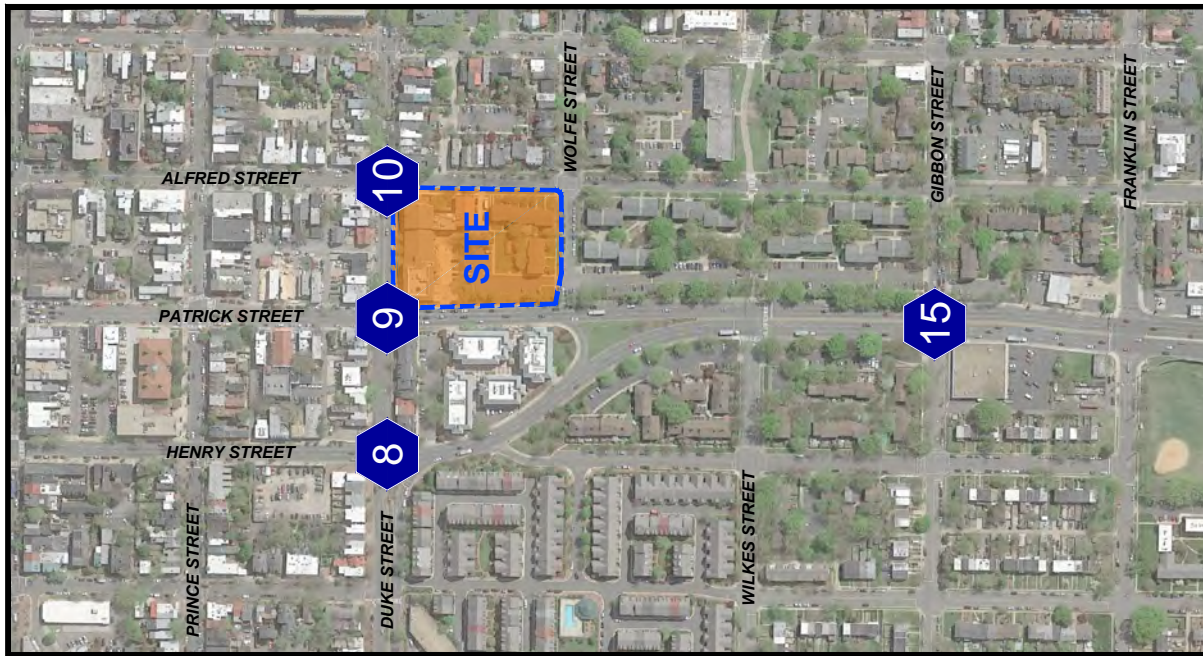 WOLFE STREET
GIBBON STREET
FRANKLIN STREET
ALFRED STREET
10
SITE
PATRICK STREET
9
15
HENRY STREET
8
PRINCE STREET
DUKE STREET
WILKES STREET